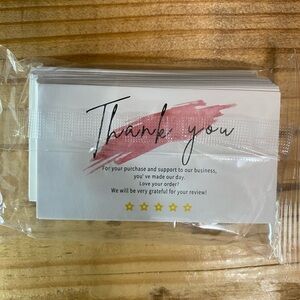 Thank you
For your purchase and support to our business,
you've made our day.
Love your order?
We will be very grateful for your review!